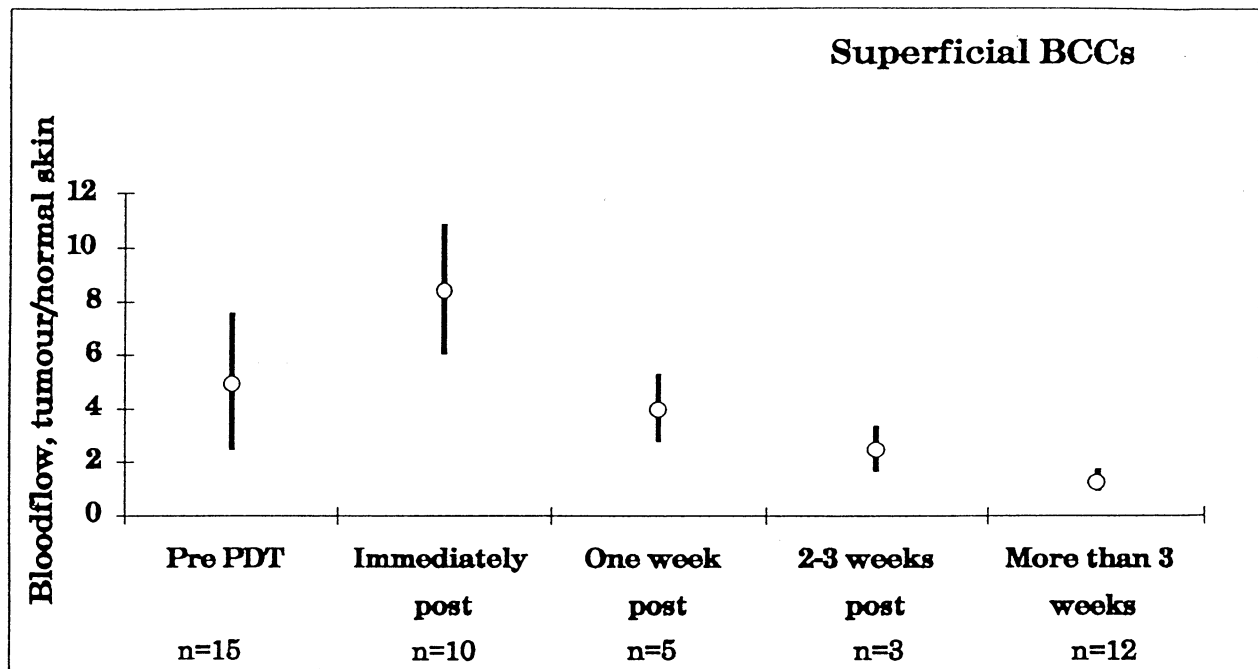 Superficial BCCs
Bloodflow, tumour/normal skin
12
10
8
6
4
2
0
Pre PDT
Immediately
post
One week
post
2-3 weeks
post
More than 3
weeks
n=15
n=10
n=5
n=3
n=12